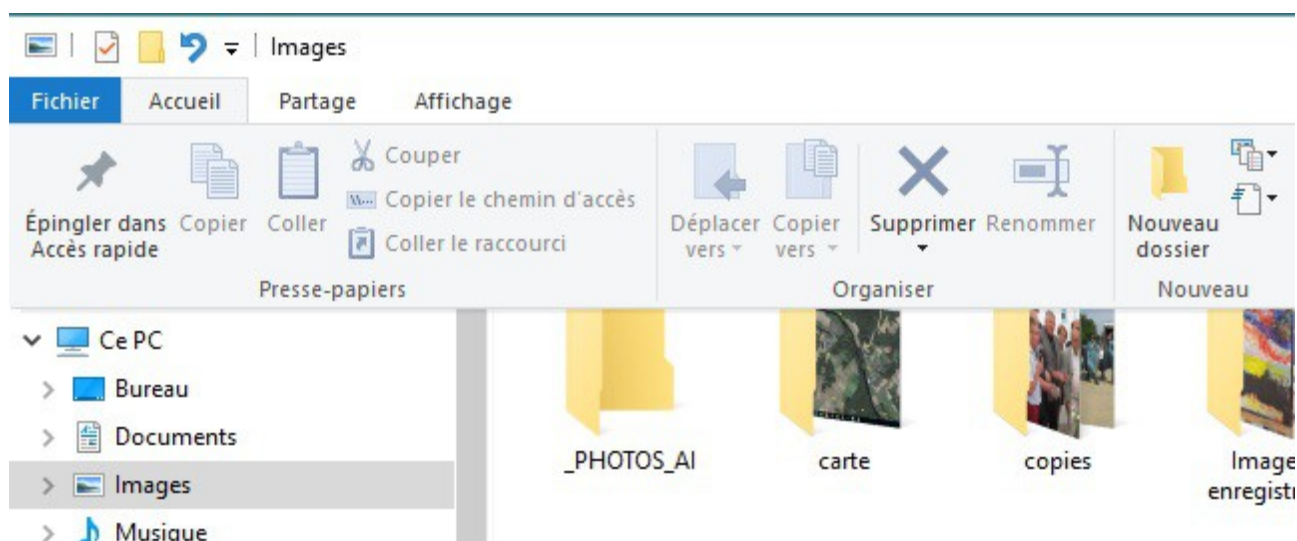 Images
Fichier
Accueil
Partage
Affichage
Épingler dans
Accès rapide
Copier
Coller
Couper
Copier le chemin d'accès
Coller le raccourci
Presse-papiers
Déplacer
vers
Copier
vers
Supprimer
Renommer
Organiser
Nouveau
dossier
Nouveau
Ce PC
Bureau
Documents
Images
Musique
_PHOTOS_AI
carte
copies
Image
enregist